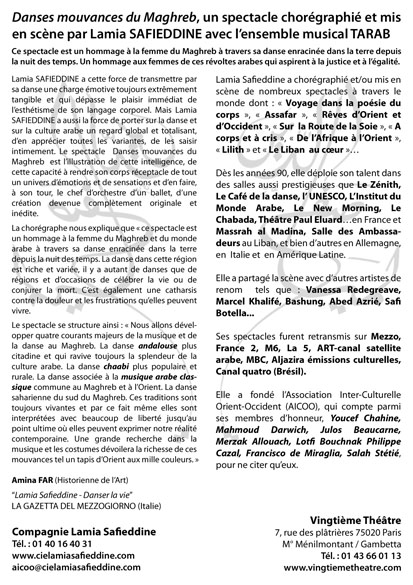 Danses mouvances du Maghreb, un spectacle chorégraphié et mis
en scène par Lamia SAFIEDDINE avec l'ensemble musical TARAB
Ce spectacle est un hommage à la femme du Maghreb à travers sa danse enracinée dans la terre depuis
la nuit des temps. Un hommage aux femmes de ces révoltes arabes qui aspirent à la justice et à l'égalité.
Lamia SAFIEDDINE a cette force de transmettre par
sa danse une charge émotive toujours extrêmement
tangible et qui dépasse le plaisir immédiat de
l'esthétisme de son langage corporel. Mais Lamia
SAFIEDDINE a aussi la force de porter sur la danse et
sur la culture arabe un regard global et totalisant,
d'en apprécier toutes les variantes, de les saisir
intimement. Le spectacle Danses mouvances du
Maghreb est l'illustration de cette intelligence, de
cette capacité à rendre son corps réceptacle de tout
un univers d'émotions et de sensations et d'en faire,
à son tour, le chef d'orchestre d'un ballet, d'une
création devenue complètement originale et
inédite.
La chorégraphe nous explique que « ce spectacle est
un hommage à la femme du Maghreb et du monde
arabe à travers sa danse enracinée dans la terre
depuis la nuit des temps. La danse dans cette région
est riche et variée, il y a autant de danses que de
régions et d'occasions de célébrer la vie ou de
conjurer la mort. C'est également une catharsis
contre la douleur et les frustrations qu'elles peuvent
vivre.
Le spectacle se structure ainsi : « Nous allons déve-
lopper quatre courants majeurs de la musique et de
la danse au Maghreb. La danse andalouse plus
citadine et qui ravive toujours la splendeur de la
culture arabe. La danse chaabi plus populaire et
rurale. La danse associée à la musique arabe clas-
sique commune au Maghreb et à l'Orient. La danse
saharienne du sud du Maghreb. Ces traditions sont
toujours vivantes et par ce fait même elles sont
interprétées avec beaucoup de liberté jusqu'au
point ultime où elles peuvent exprimer notre réalité
contemporaine. Une grande recherche dans la
musique et les costumes dévoilera la richesse de ces
mouvances tel un tapis d'Orient aux mille couleurs. »
Amina FAR (Historienne de l'Art)
"Lamia Safieddine - Danser la vie"
LA GAZETTA DEL MEZZOGIORNO (Italie)
Compagnie Lamia Safieddine
Tél. : 01 40 16 40 31
www.cielamiasafieddine.com
aicoo@cielamiasafieddine.com
Lamia Safieddine a chorégraphié et/ou mis en
scène de nombreux spectacles à travers le
monde dont : « Voyage dans la poésie du
corps », « Assafar », « Rêves d'Orient et
d'Occident », « Sur la Route de la Soie », « A
corps et à cris », « De l'Afrique à l'Orient »,
« Lilith » et « Le Liban au cœur »…
Dès les années 90, elle déploie son talent dans
des salles aussi prestigieuses que Le Zénith,
Le Café de la danse, l' UNESCO, L'Institut du
Monde Arabe, Le New Morning, Le
Chabada, Théâtre Paul Eluard…en France et
Massrah al Madina, Salle des Ambassa-
deurs au Liban, et bien d'autres en Allemagne,
en Italie et en Amérique Latine.
Elle a partagé la scène avec d'autres artistes de
renom tels que : Vanessa Redegreave,
Marcel Khalifé, Bashung, Abed Azrié, Safi
Botella...
Ses spectacles furent retransmis sur Mezzo,
France 2, M6, La 5, ART-canal satellite
arabe, MBC, Aljazira émissions culturelles,
Canal quatro (Brésil).
Elle a fondé l'Association Inter-Culturelle
Orient-Occident (AICOO), qui compte parmi
ses membres d'honneur, Youcef Chahine,
Mahmoud Darwich, Julos Beaucarne,
Merzak Allouach, Lotfi Bouchnak Philippe
Cazal, Francisco de Miraglia, Salah Stétié,
pour ne citer qu'eux.
Vingtième Théâtre
7, rue des plâtrières 75020 Paris
M° Ménilmontant / Gambetta
Tél. : 01 43 66 01 13
www.vingtiemetheatre.com